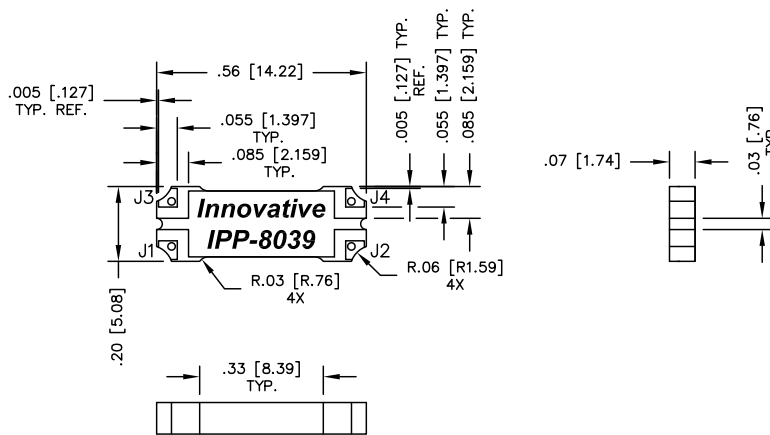 .56 [14.22]
.005 [.127]
TYP. REF.
.055 [1.397]
TYP.
.085 [2.159]
TYP.
.005 [.127] TYP.
REF.
.055 [1.397] TYP.
.085 [2.159] TYP.
J3
J4
Innovative
IPP-8039
J1
J2
R.03 [R.76]
4X
R.06 [R1.59]
4X
.20 [5.08]
.07 [1.74]
.03 [.76]
TYP.
.33 [8.39]
TYP.